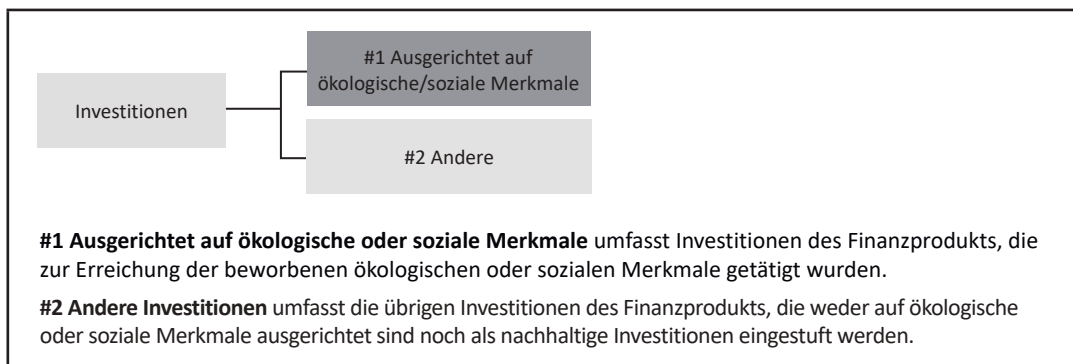 #1 Ausgerichtet auf
ökologische/soziale Merkmale
Investitionen
#2 Andere
#1 Ausgerichtet auf ökologische oder soziale Merkmale umfasst Investitionen des Finanzprodukts, die
zur Erreichung der beworbenen ökologischen oder sozialen Merkmale getätigt wurden.
#2 Andere Investitionen umfasst die übrigen Investitionen des Finanzprodukts, die weder auf ökologische
oder soziale Merkmale ausgerichtet sind noch als nachhaltige Investitionen eingestuft werden.